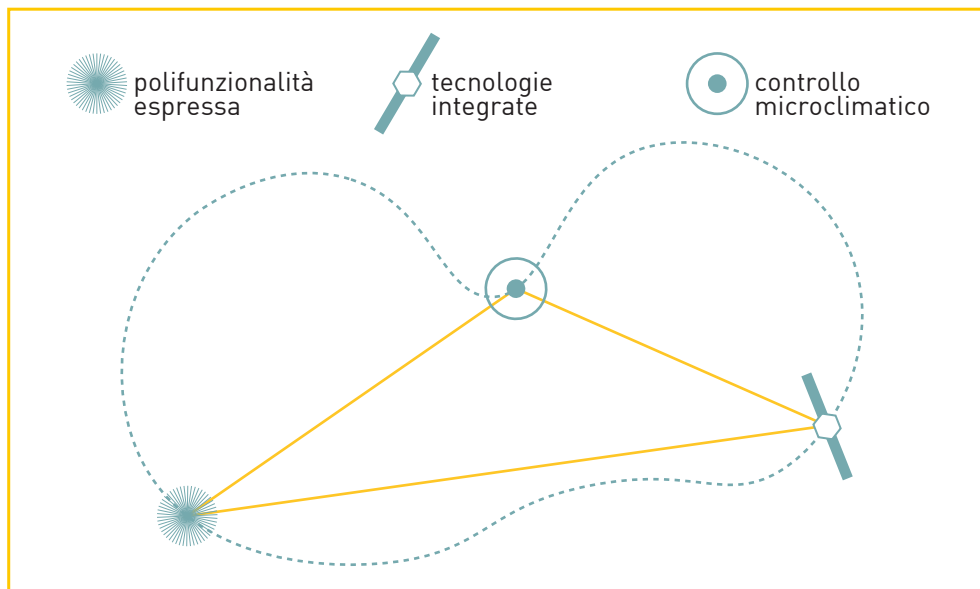 polifunzionalità
espressa
tecnologie
integrate
controllo
microclimatico